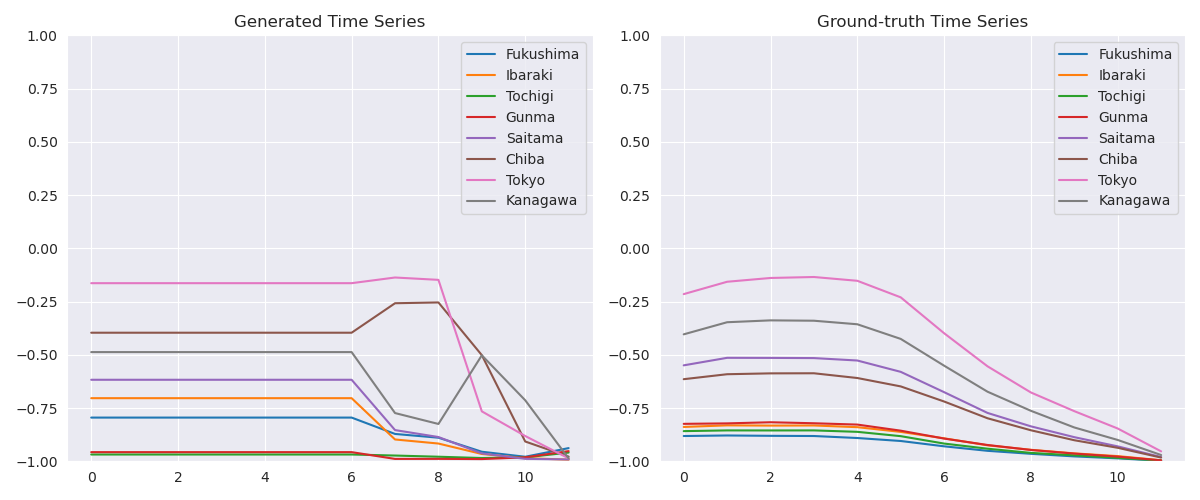 Generated Time Series
1.00
0.75
0.50
0.25
0.00
−0.25
−0.50
−0.75
−1.00
0 2 4 6 8 10
Fukushima
Ibaraki
Tochigi
Gunma
Saitama
Chiba
Tokyo
Kanagawa
Ground-truth Time Series
1.00
0.75
0.50
0.25
0.00
−0.25
−0.50
−0.75
−1.00
0 2 4 6 8 10
Fukushima
Ibaraki
Tochigi
Gunma
Saitama
Chiba
Tokyo
Kanagawa